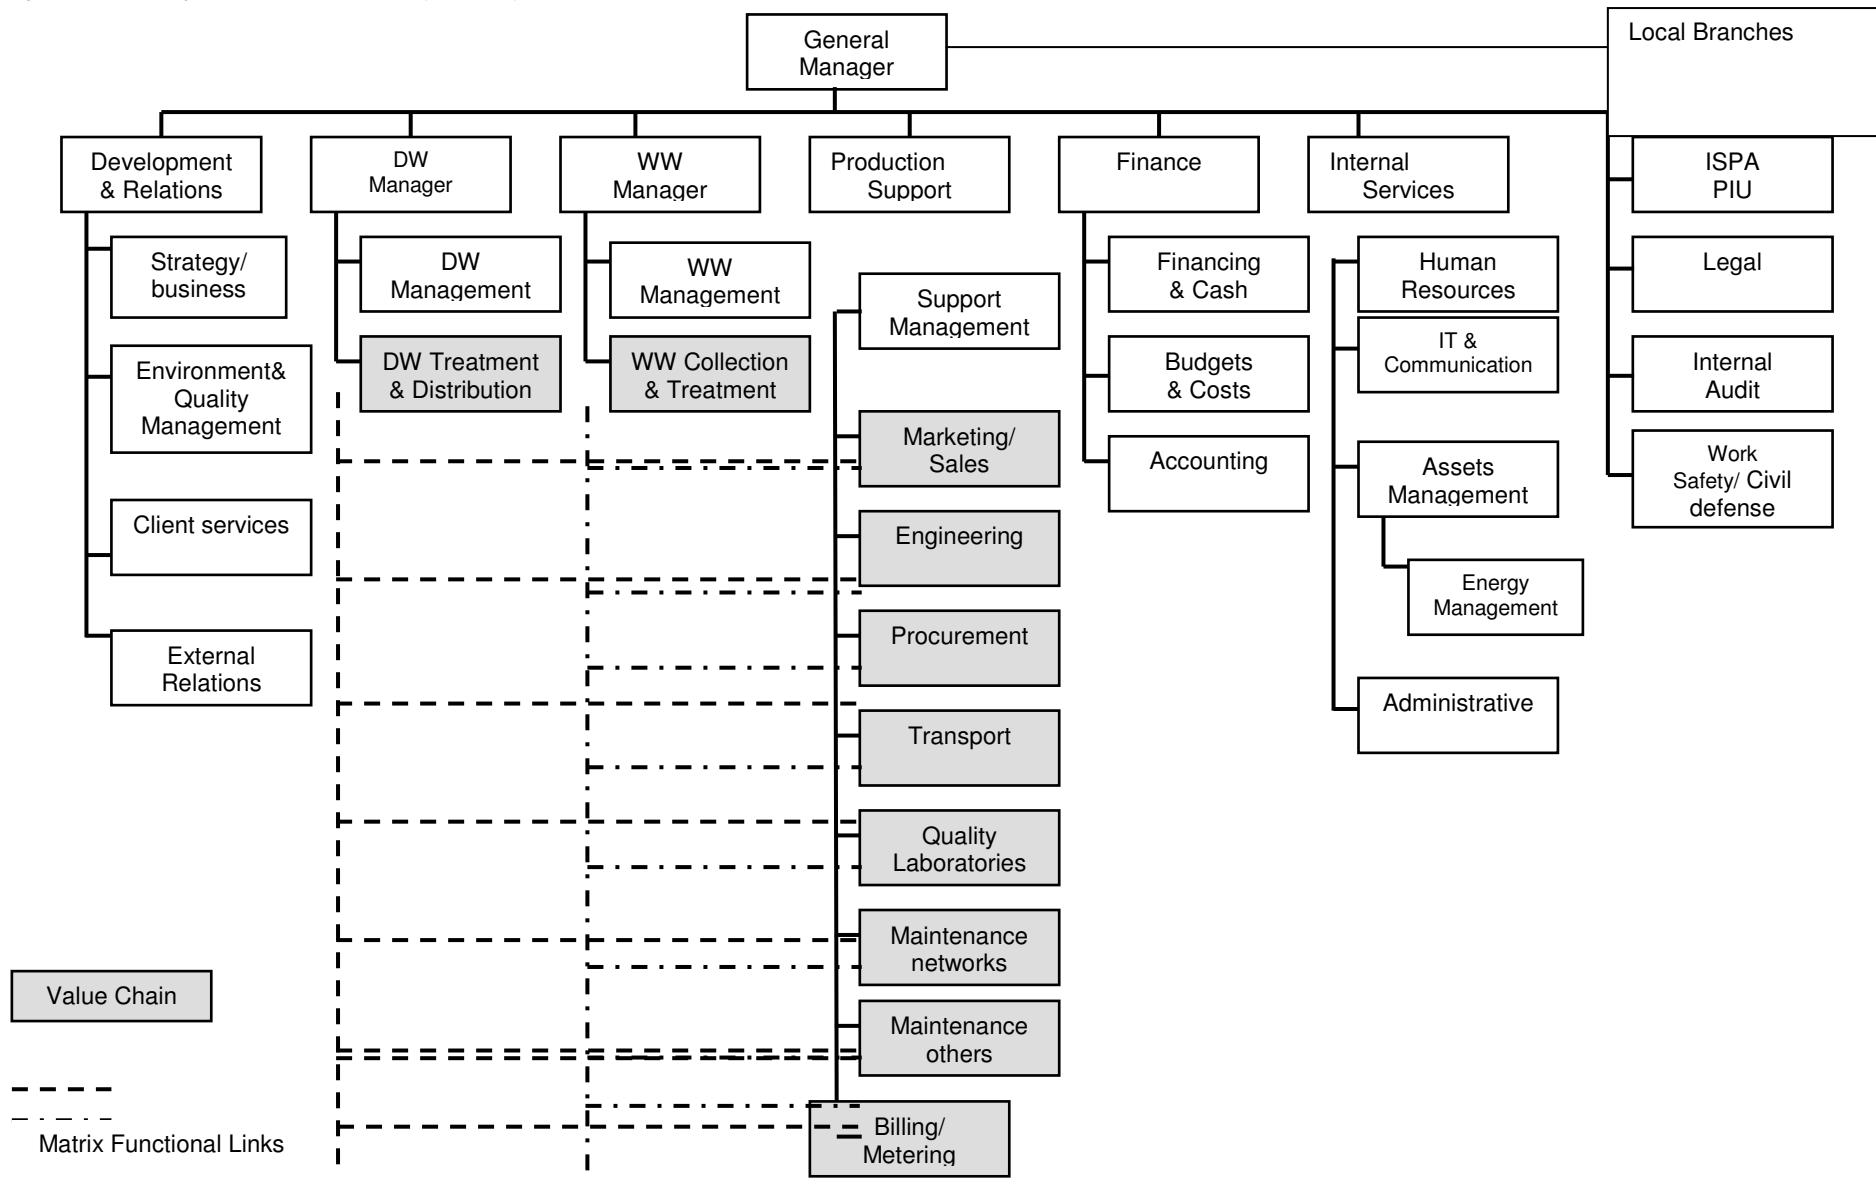 General
Manager
Local Branches
Development
& Relations
DW
Manager
WW
Manager
Production
Support
Finance
Internal
Services
ISPA
PIU
Strategy/
business
Environment&
Quality
Management
Client services
External
Relations
DW
Management
DW Treatment
& Distribution
WW
Management
WW Collection
& Treatment
Support
Management
Marketing/
Sales
Engineering
Procurement
Transport
Quality
Laboratories
Maintenance
networks
Maintenance
others
Billing/
Metering
Financing
& Cash
Budgets
& Costs
Accounting
Human
Resources
IT &
Communication
Assets
Management
Energy
Management
Administrative
Legal
Internal
Audit
Work
Safety/ Civil
defense
Value Chain
Matrix Functional Links